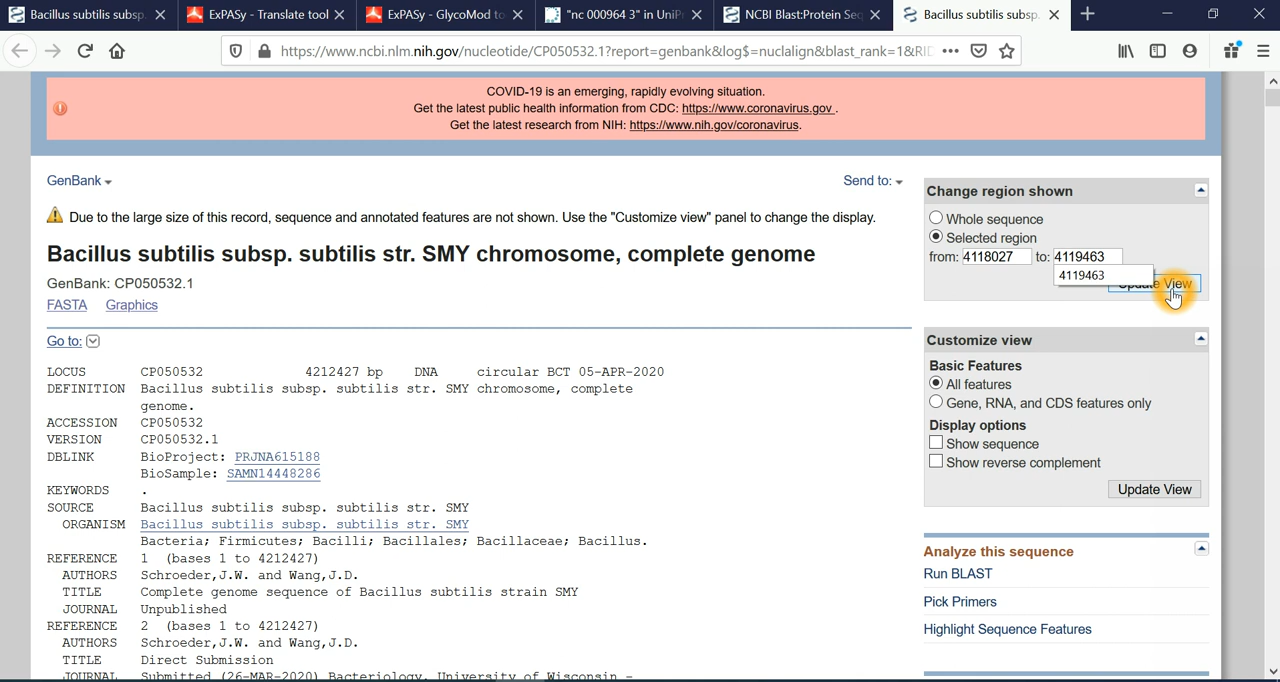 Bacillus subtilis subsp.
ExPASy - Translate tool
ExPASy - GlycoMod to
"nc 000964 3" in UniPr
NCBI Blast:Protein Seq
Bacillus subtilis subsp.
https://www.ncbi.nlm.nih.gov/nucleotide/CP050532.1?report=genbank&log$=nuclalign&blast_rank=1&RID
COVID-19 is an emerging, rapidly evolving situation.
Get the latest public health information from CDC: https://www.coronavirus.gov .
Get the latest research from NIH: https://www.nih.gov/coronavirus.
GenBank
Send to:
Due to the large size of this record, sequence and annotated features are not shown. Use the "Customize view" panel to change the display.
Bacillus subtilis subsp. subtilis str. SMY chromosome, complete genome
GenBank: CP050532.1
FASTA Graphics
Go to:
LOCUS CP050532 4212427 bp DNA circular BCT 05-APR-2020
DEFINITION Bacillus subtilis subsp. subtilis str. SMY chromosome, complete
genome.
ACCESSION CP050532
VERSION CP050532.1
DBLINK BioProject: PRJNA615188
BioSample: SAMN14448286
KEYWORDS .
SOURCE Bacillus subtilis subsp. subtilis str. SMY
ORGANISM Bacillus subtilis subsp. subtilis str. SMY
Bacteria; Firmicutes; Bacilli; Bacillales; Bacillaceae; Bacillus.
REFERENCE 1 (bases 1 to 4212427)
AUTHORS Schroeder,J.W. and Wang,J.D.
TITLE Complete genome sequence of Bacillus subtilis strain SMY
JOURNAL Unpublished
REFERENCE 2 (bases 1 to 4212427)
AUTHORS Schroeder,J.W. and Wang,J.D.
TITLE Direct Submission
JOURNAL Submitted (26-MAR-2020) Bacteriology, University of Wisconsin -
Change region shown
Whole sequence
Selected region
from: 4118027 to: 4119463
4119463
Update View
Customize view
Basic Features
All features
Gene, RNA, and CDS features only
Display options
Show sequence
Show reverse complement
Update View
Analyze this sequence
Run BLAST
Pick Primers
Highlight Sequence Features